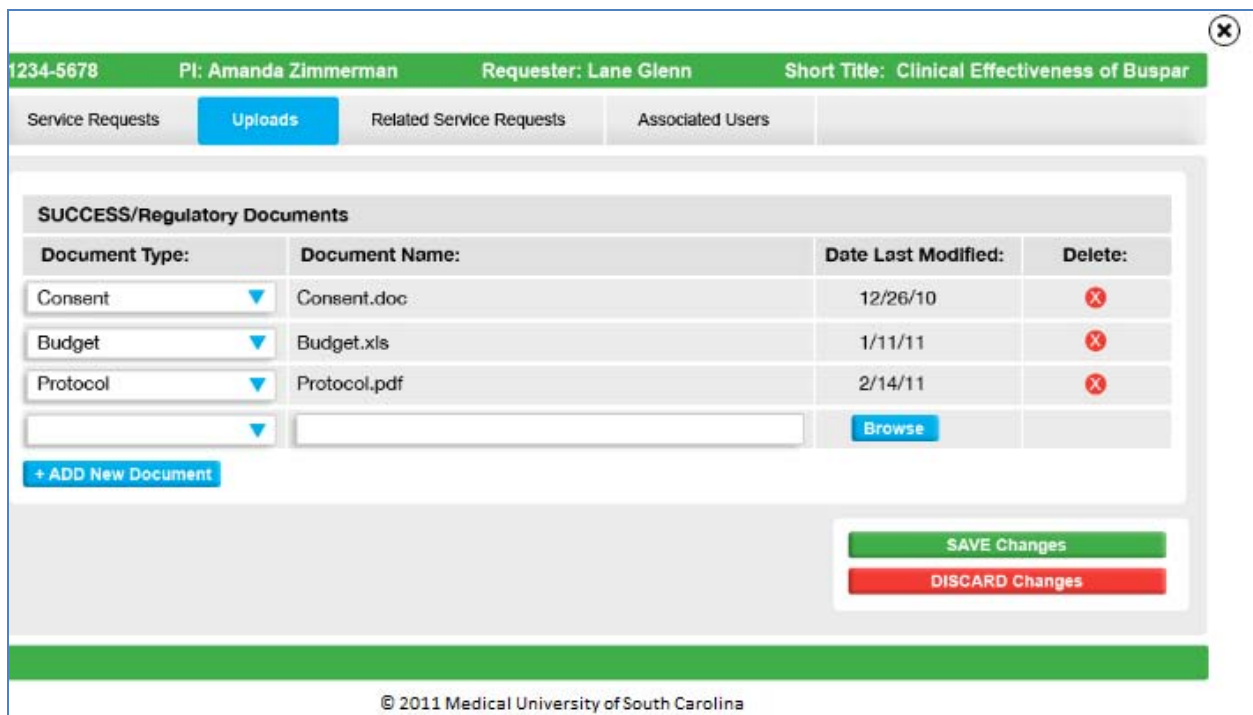 1234-5678 PI: Amanda Zimmerman Requester: Lane Glenn Short Title: Clinical Effectiveness of Buspar
Service Requests Uploads Related Service Requests Associated Users
SUCCESS/Regulatory Documents
Document Type: Document Name: Date Last Modified: Delete:
Consent Consent.doc 12/26/10 X
Budget Budget.xls 1/11/11 X
Protocol Protocol.pdf 2/14/11 X
Browse
+ ADD New Document
SAVE Changes
DISCARD Changes
© 2011 Medical University of South Carolina